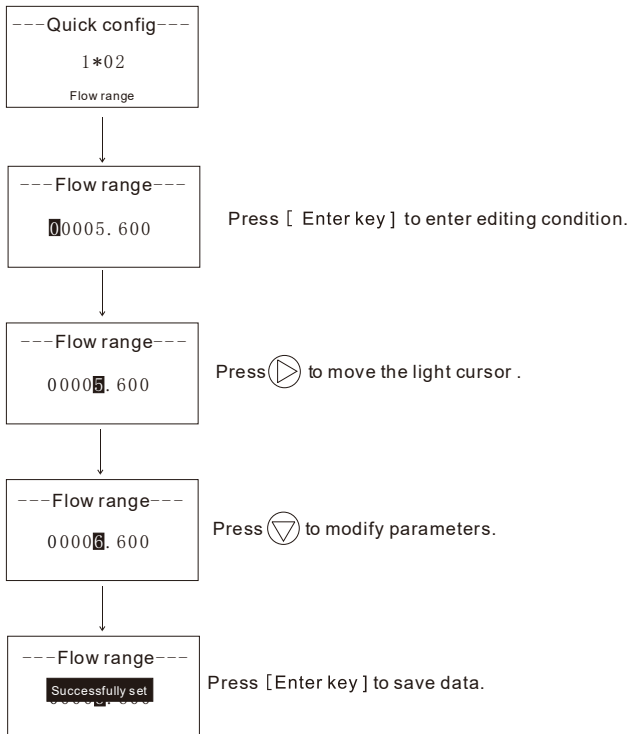 ---Quick config---
1*02
Flow range
---Flow range---
00005.600
Press [ Enter key ] to enter editing condition.
---Flow range---
00005.600
Press to move the light cursor .
---Flow range---
00006.600
Press to modify parameters.
---Flow range---
Successfully set
Press [Enter key ] to save data.